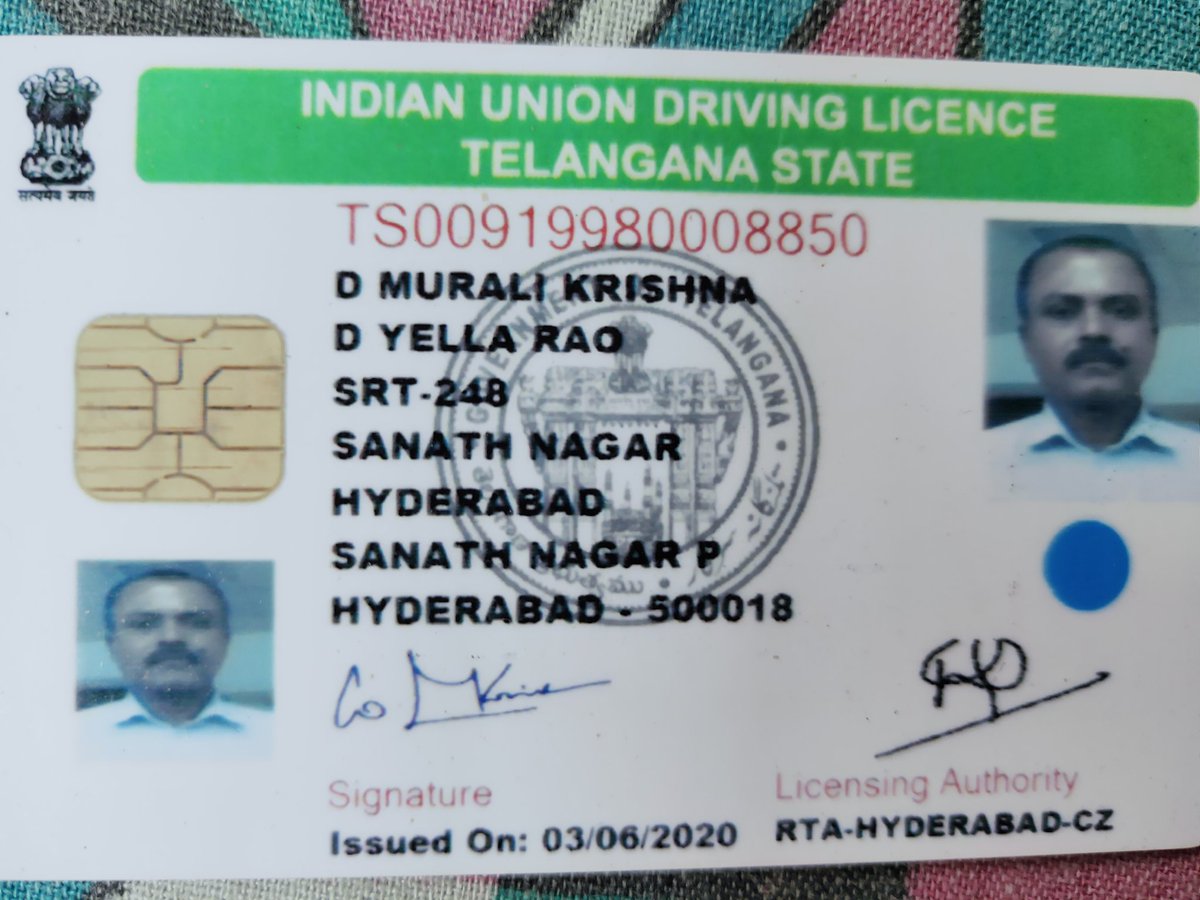 INDIAN UNION DRIVING LICENCE
TELANGANA STATE
सत्यमेव जयते
TS00919980008850
D MURALI KRISHNA
D YELLA RAO
SRT-248
SANATH NAGAR
HYDERABAD
SANATH NAGAR P
HYDERABAD - 500018
GOVERNMENT TELANGANA
Signature
Licensing Authority
Issued On: 03/06/2020
RTA-HYDERABAD-CZ